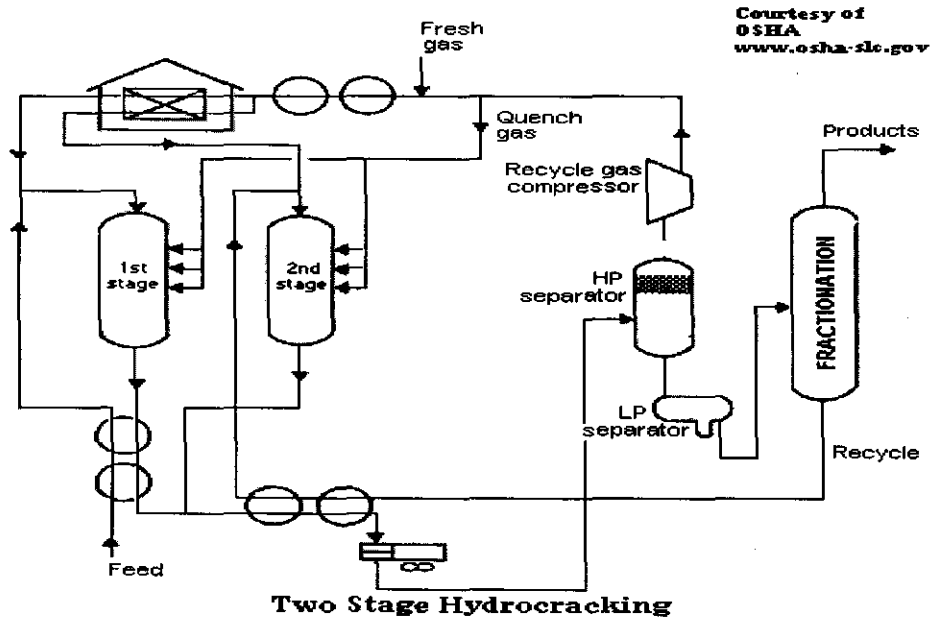 Courtesy of
OSHA
www.osha-slc.gov
Fresh
gas
Quench
gas
Products
Recycle gas
compressor
1st
stage
2nd
stage
HP
separator
FRACTIONATION
LP
separator
Recycle
Feed
Two Stage Hydrocracking